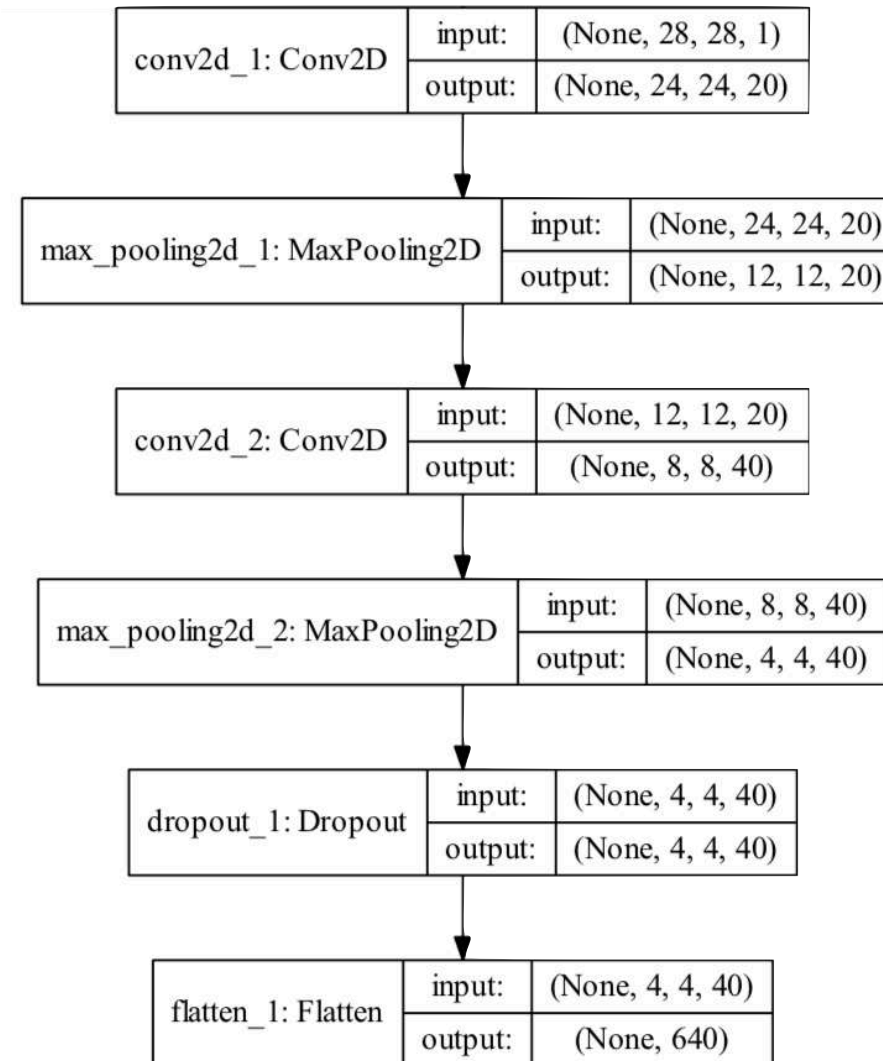 conv2d_1: Conv2D
input: (None, 28, 28, 1)
output: (None, 24, 24, 20)
max_pooling2d_1: MaxPooling2D
input: (None, 24, 24, 20)
output: (None, 12, 12, 20)
conv2d_2: Conv2D
input: (None, 12, 12, 20)
output: (None, 8, 8, 40)
max_pooling2d_2: MaxPooling2D
input: (None, 8, 8, 40)
output: (None, 4, 4, 40)
dropout_1: Dropout
input: (None, 4, 4, 40)
output: (None, 4, 4, 40)
flatten_1: Flatten
input: (None, 4, 4, 40)
output: (None, 640)